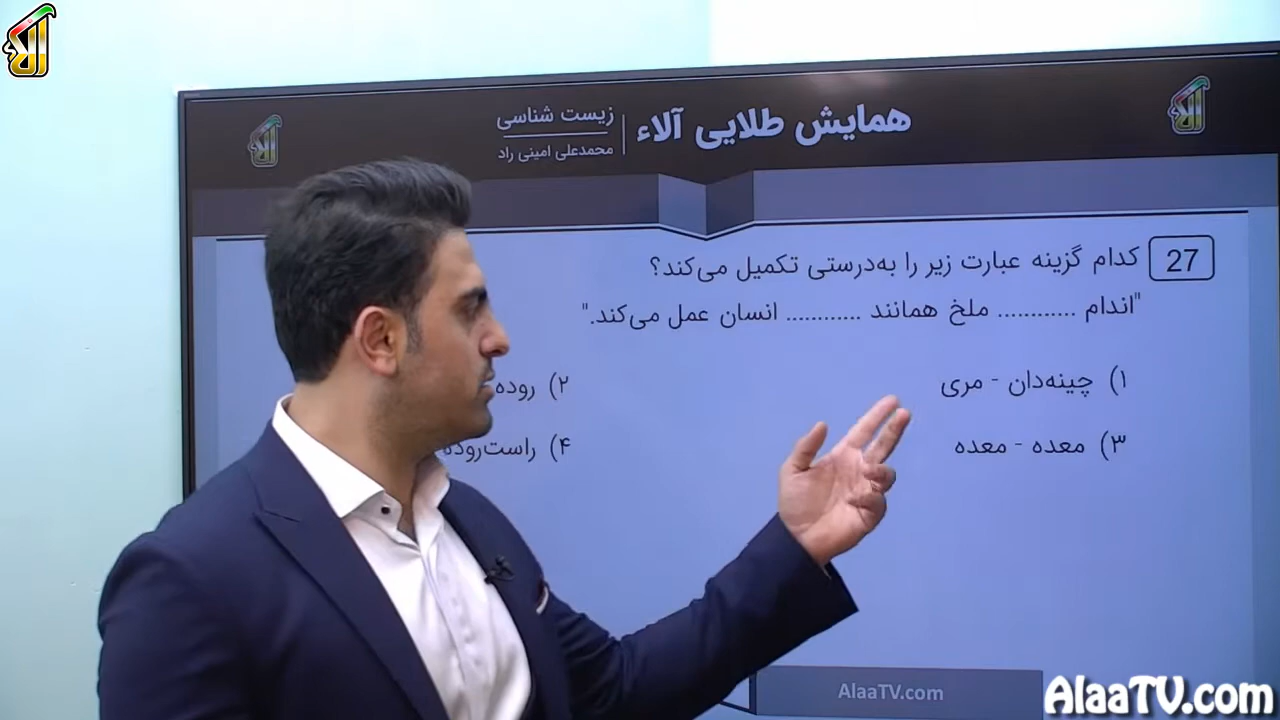 الاء
همایش طلایی آلاء
زیست شناسی
محمدعلی امینی راد
27 کدام گزینه عبارت زیر را به‌درستی تکمیل می‌کند؟
"اندام ............ ملخ همانند ............ انسان عمل می‌کند."
۱) چینه‌دان - مری
۲) روده
۳) معده - معده
۴) راست‌روده
AlaaTV.com
AlaaTV.com